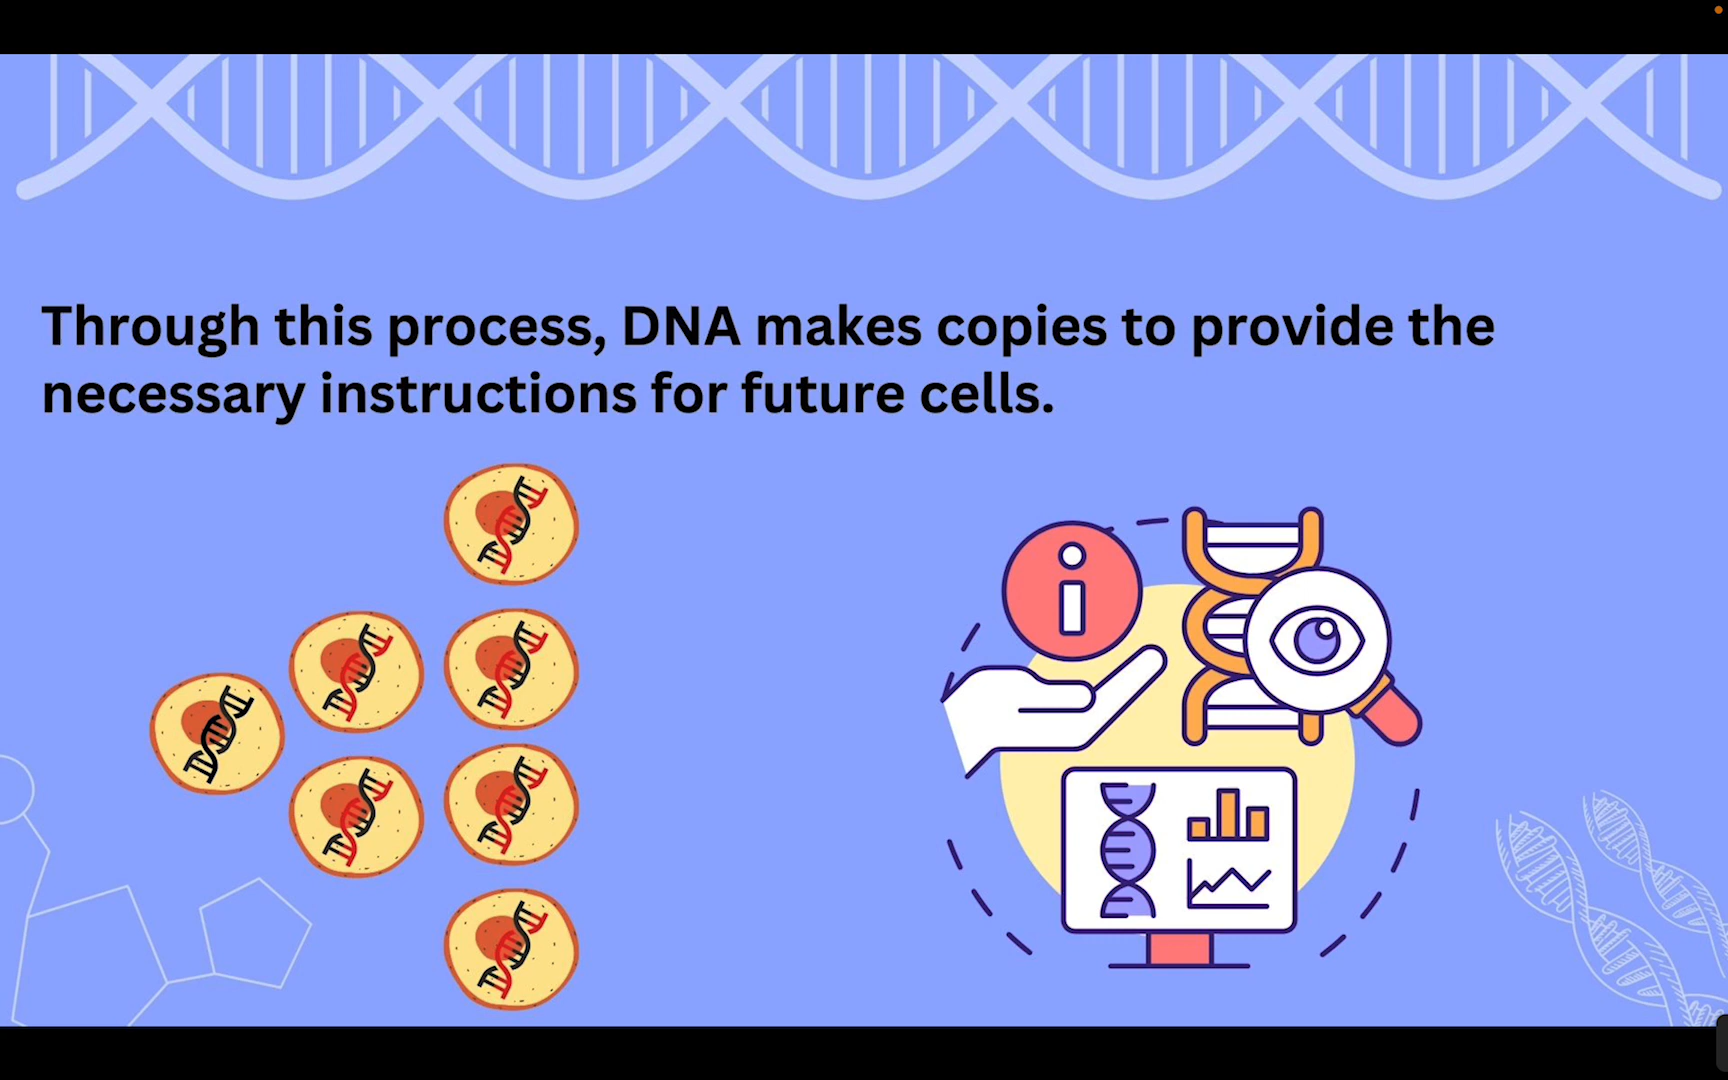 Through this process, DNA makes copies to provide the
necessary instructions for future cells.